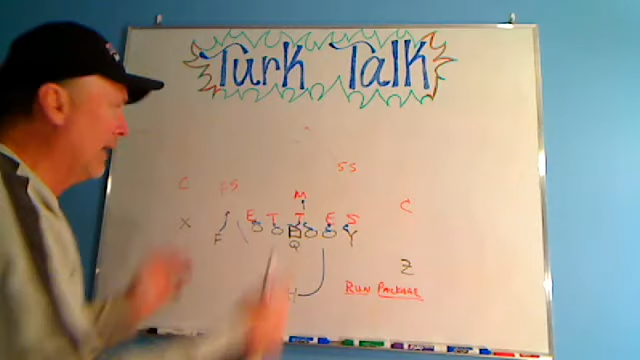 Turk Talk
SS
C FS
M
C
X E T T E S
F Y
Q
Z
H RUN PACKAGE